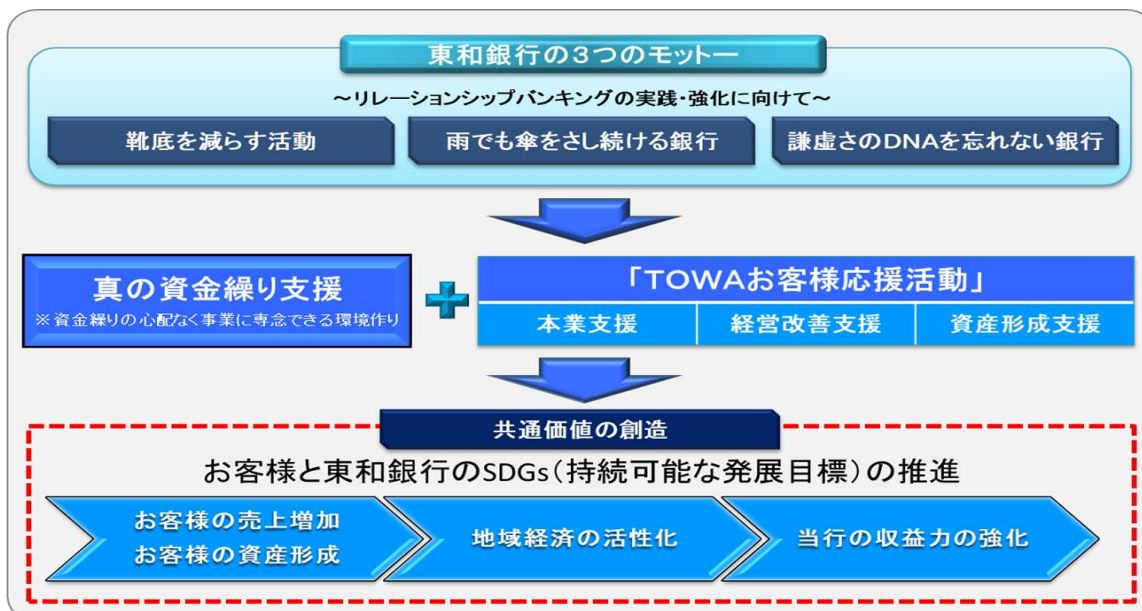 東和銀行の3つのモットー
～リレーションシップバンキングの実践・強化に向けて～
靴底を減らす活動
雨でも傘をさし続ける銀行
謙虚さのDNAを忘れない銀行
真の資金繰り支援
※資金繰りの心配なく事業に専念できる環境作り
「TOWAお客様応援活動」
本業支援
経営改善支援
資産形成支援
共通価値の創造
お客様と東和銀行のSDGs(持続可能な発展目標)の推進
お客様の売上増加
お客様の資産形成
地域経済の活性化
当行の収益力の強化